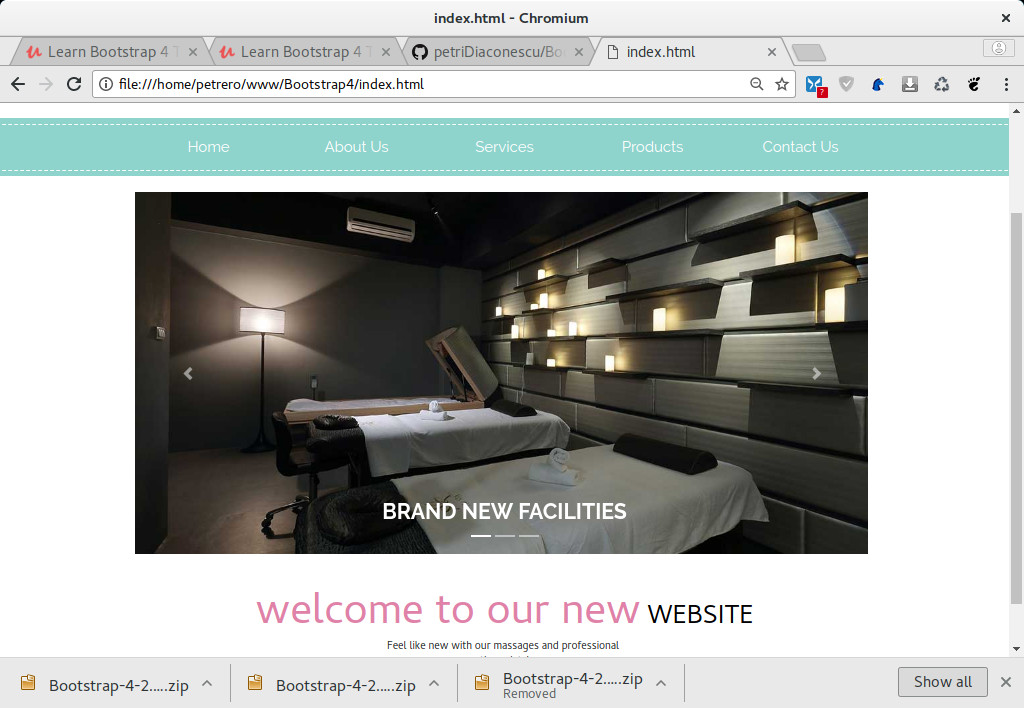 index.html - Chromium
Learn Bootstrap 4 T
Learn Bootstrap 4 T
petriDiaconescu/Bo
index.html
file:///home/petrero/www/Bootstrap4/index.html
?
Home About Us Services Products Contact Us
BRAND NEW FACILITIES
welcome to our new WEBSITE
Feel like new with our massages and professional
Bootstrap-4-2.....zip
Bootstrap-4-2.....zip
Bootstrap-4-2.....zip
Removed
Show all